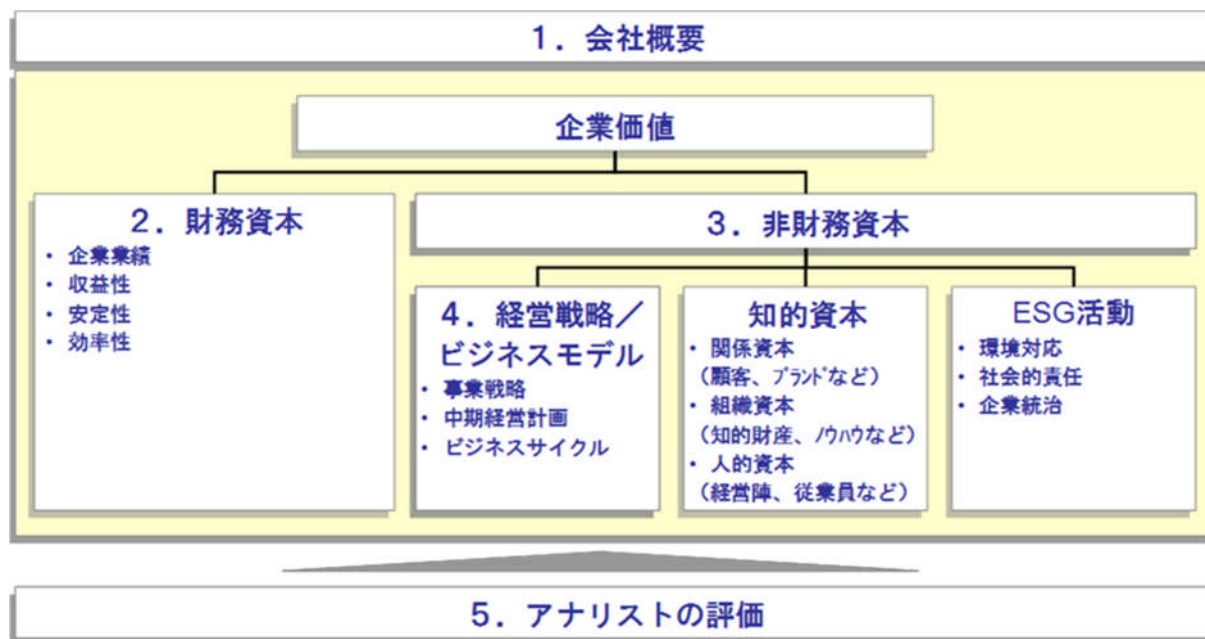 1．会社概要
企業価値
2．財務資本
・ 企業業績
・ 収益性
・ 安定性
・ 効率性
3．非財務資本
4．経営戦略／
ビジネスモデル
・ 事業戦略
・ 中期経営計画
・ ビジネスサイクル
知的資本
・ 関係資本
（顧客、ﾌﾞﾗﾝﾄﾞなど）
・ 組織資本
（知的財産、ﾉｳﾊｳなど）
・ 人的資本
（経営陣、従業員など）
ESG活動
・ 環境対応
・ 社会的責任
・ 企業統治
5．アナリストの評価